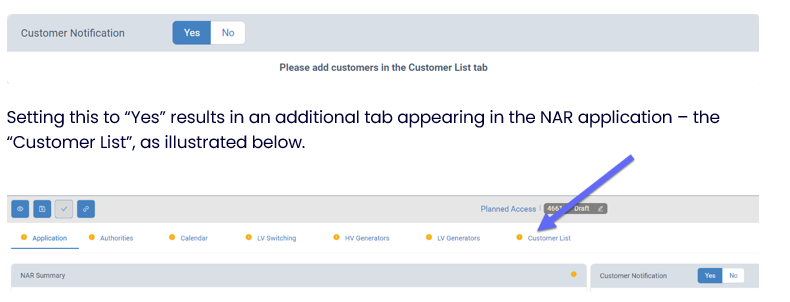 Customer Notification Yes No
Please add customers in the Customer List tab
Setting this to “Yes” results in an additional tab appearing in the NAR application – the
“Customer List”, as illustrated below.
Planned Access | Draft
Application Authorities Calendar LV Switching HV Generators LV Generators Customer List
NAR Summary Customer Notification Yes No